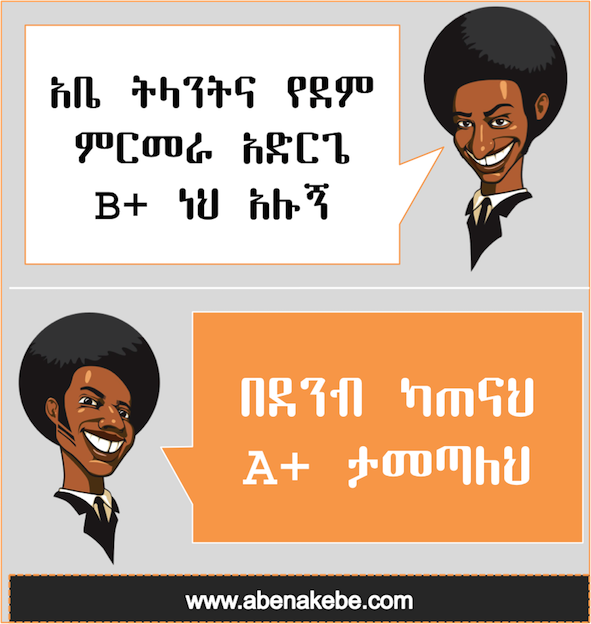 አቤ ትላንትና የደም
ምርመራ አድርጌ
B+ ነህ አሉኝ
በደንብ ካጠናህ
A+ ታመጣለህ
www.abenakebe.com